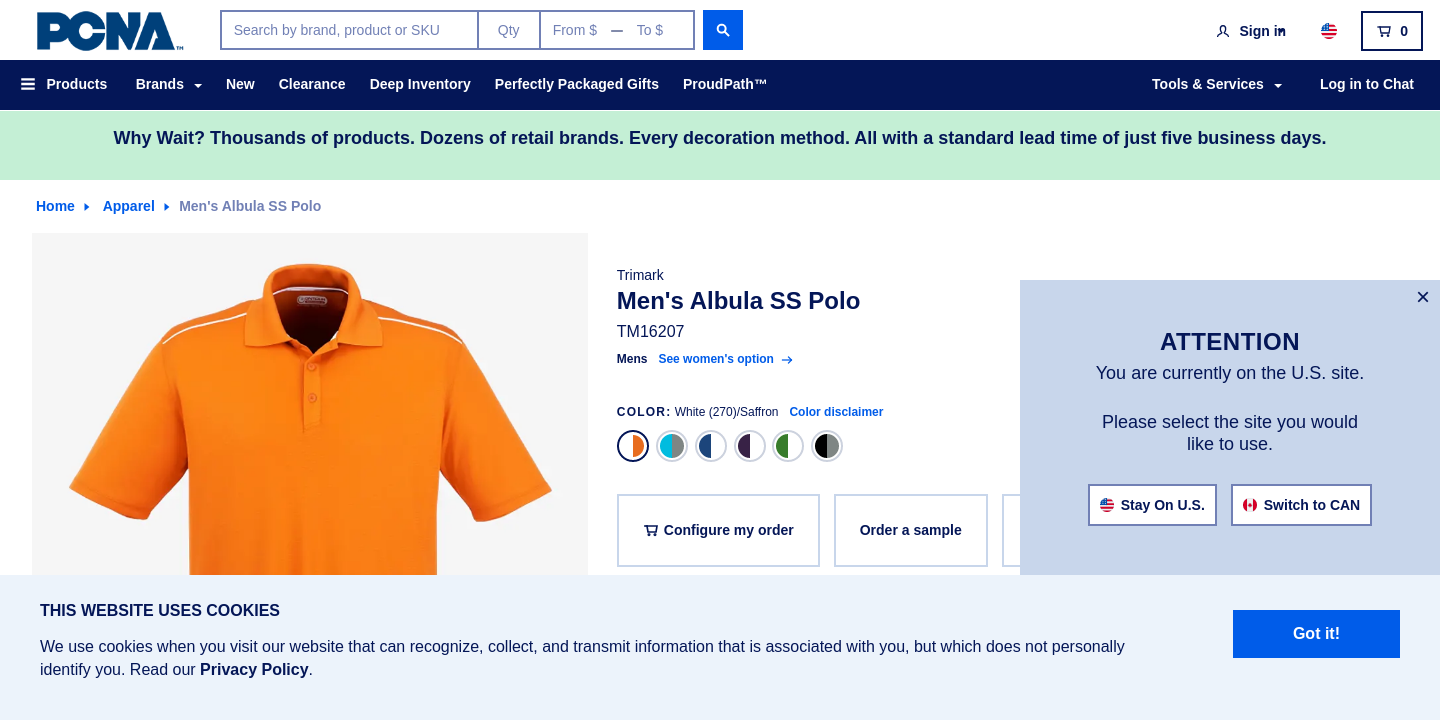 PCNA™
Search by brand, product or SKU
Qty
From $
To $
Sign in
0
Products
Brands
New
Clearance
Deep Inventory
Perfectly Packaged Gifts
ProudPath™
Tools & Services
Log in to Chat
Why Wait? Thousands of products. Dozens of retail brands. Every decoration method. All with a standard lead time of just five business days.
Home
Apparel
Men's Albula SS Polo
Trimark
Men's Albula SS Polo
TM16207
Mens See women's option
COLOR: White (270)/Saffron Color disclaimer
Configure my order
Order a sample
ATTENTION
You are currently on the U.S. site.
Please select the site you would
like to use.
Stay On U.S.
Switch to CAN
THIS WEBSITE USES COOKIES
We use cookies when you visit our website that can recognize, collect, and transmit information that is associated with you, but which does not personally
identify you. Read our Privacy Policy.
Got it!